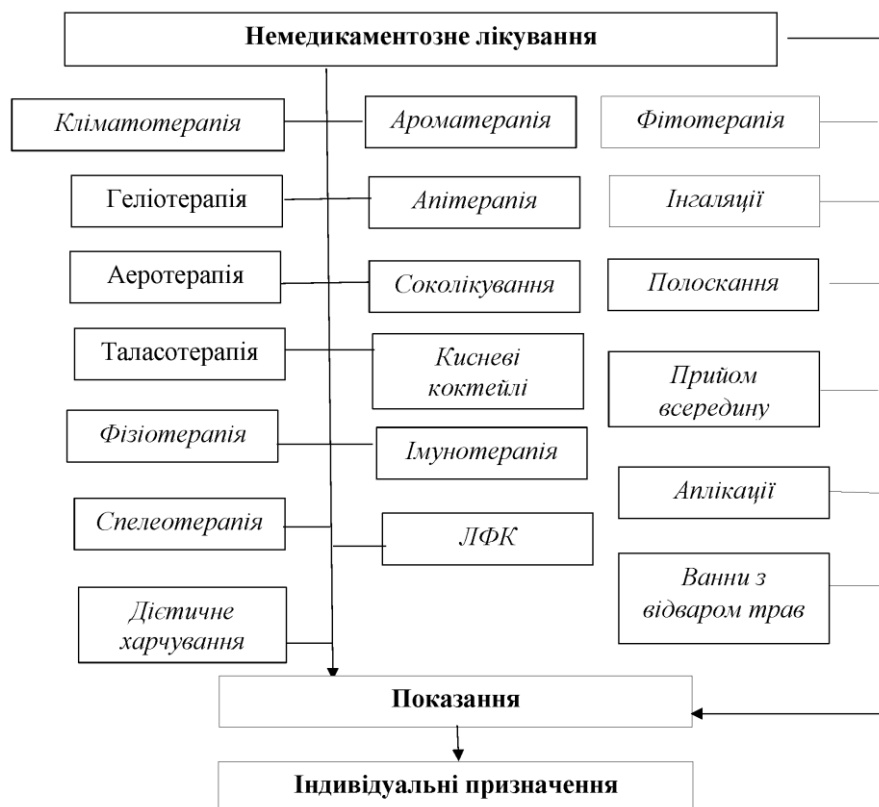 Немедикаментозне лікування
Кліматотерапія
Ароматерапія
Фітотерапія
Геліотерапія
Апітерапія
Інгаляції
Аеротерапія
Соколікування
Полоскання
Таласотерапія
Кисневі
коктейлі
Прийом
всередину
Фізіотерапія
Імунотерапія
Аплікації
Спелеотерапія
ЛФК
Ванни з
відваром трав
Дієтичне
харчування
Показання
Індивідуальні призначення